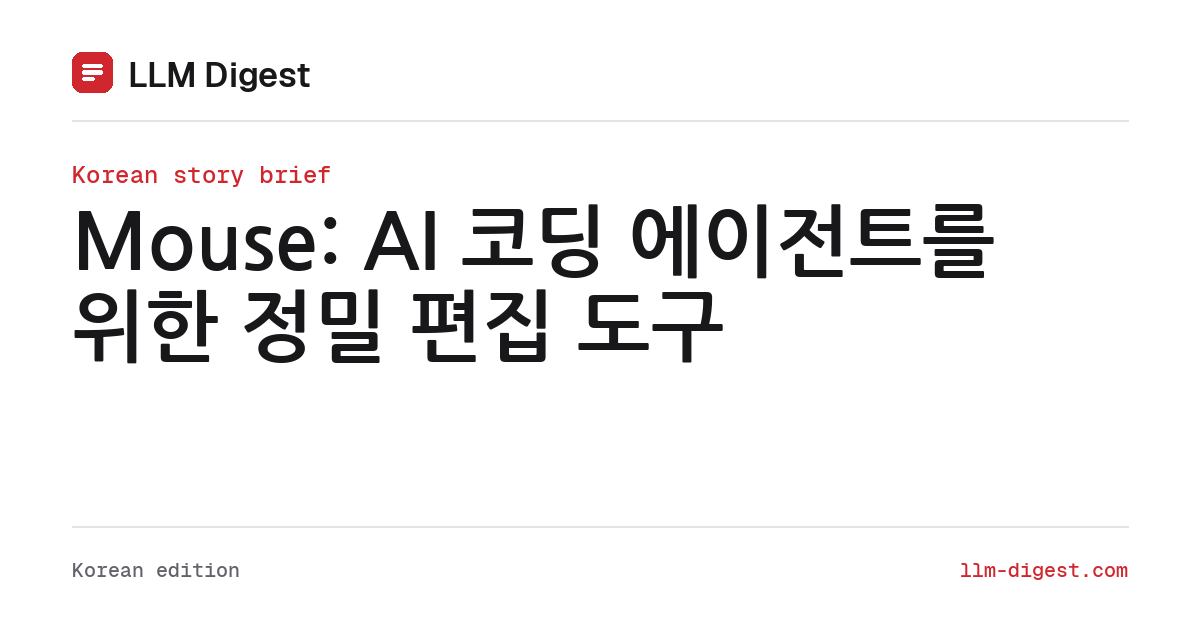 LLM Digest
Korean story brief
Mouse: AI 코딩 에이전트를
위한 정밀 편집 도구
Korean edition
llm-digest.com